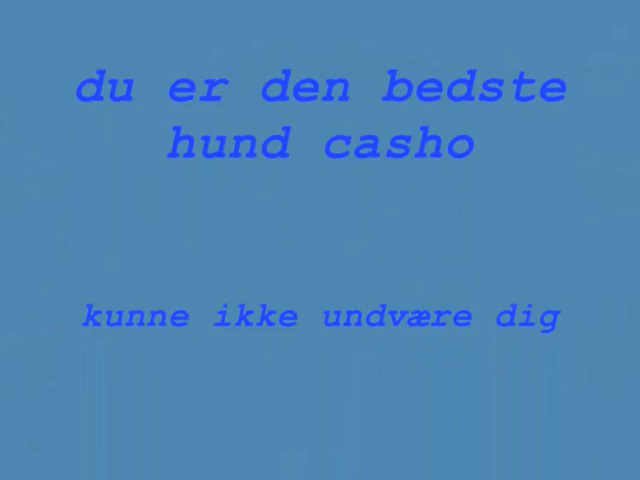 du er den bedste
hund casho
kunne ikke undvære dig